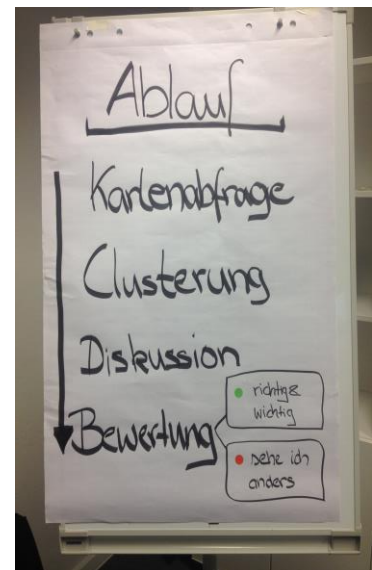 Ablauf
Kartenabfrage
Clusterung
Diskussion
Bewertung
richtig &
wichtig
sehe ich
anders